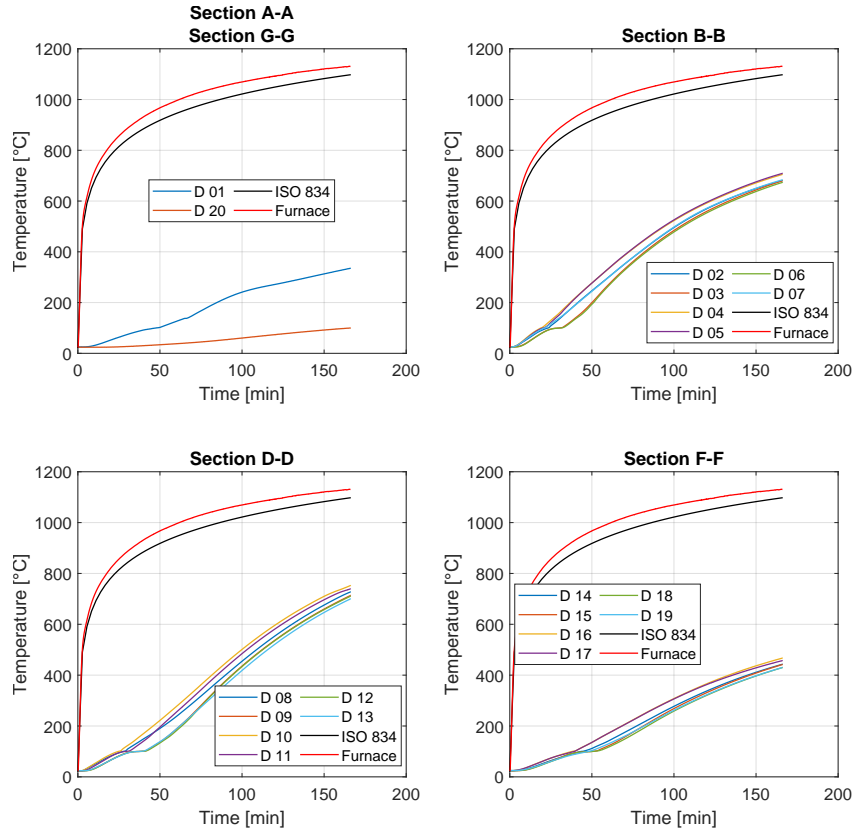 Section A-A
Section G-G
1200
1000
800
600
400
200
0
0 50 100 150 200
Temperature [°C]
Time [min]
D 01 ISO 834
D 20 Furnace
Section B-B
1200
1000
800
600
400
200
0
0 50 100 150 200
Temperature [°C]
Time [min]
D 02 D 06
D 03 D 07
D 04 ISO 834
D 05 Furnace
Section D-D
1200
1000
800
600
400
200
0
0 50 100 150 200
Temperature [°C]
Time [min]
D 08 D 12
D 09 D 13
D 10 ISO 834
D 11 Furnace
Section F-F
1200
1000
800
600
400
200
0
0 50 100 150 200
Temperature [°C]
Time [min]
D 14 D 18
D 15 D 19
D 16 ISO 834
D 17 Furnace